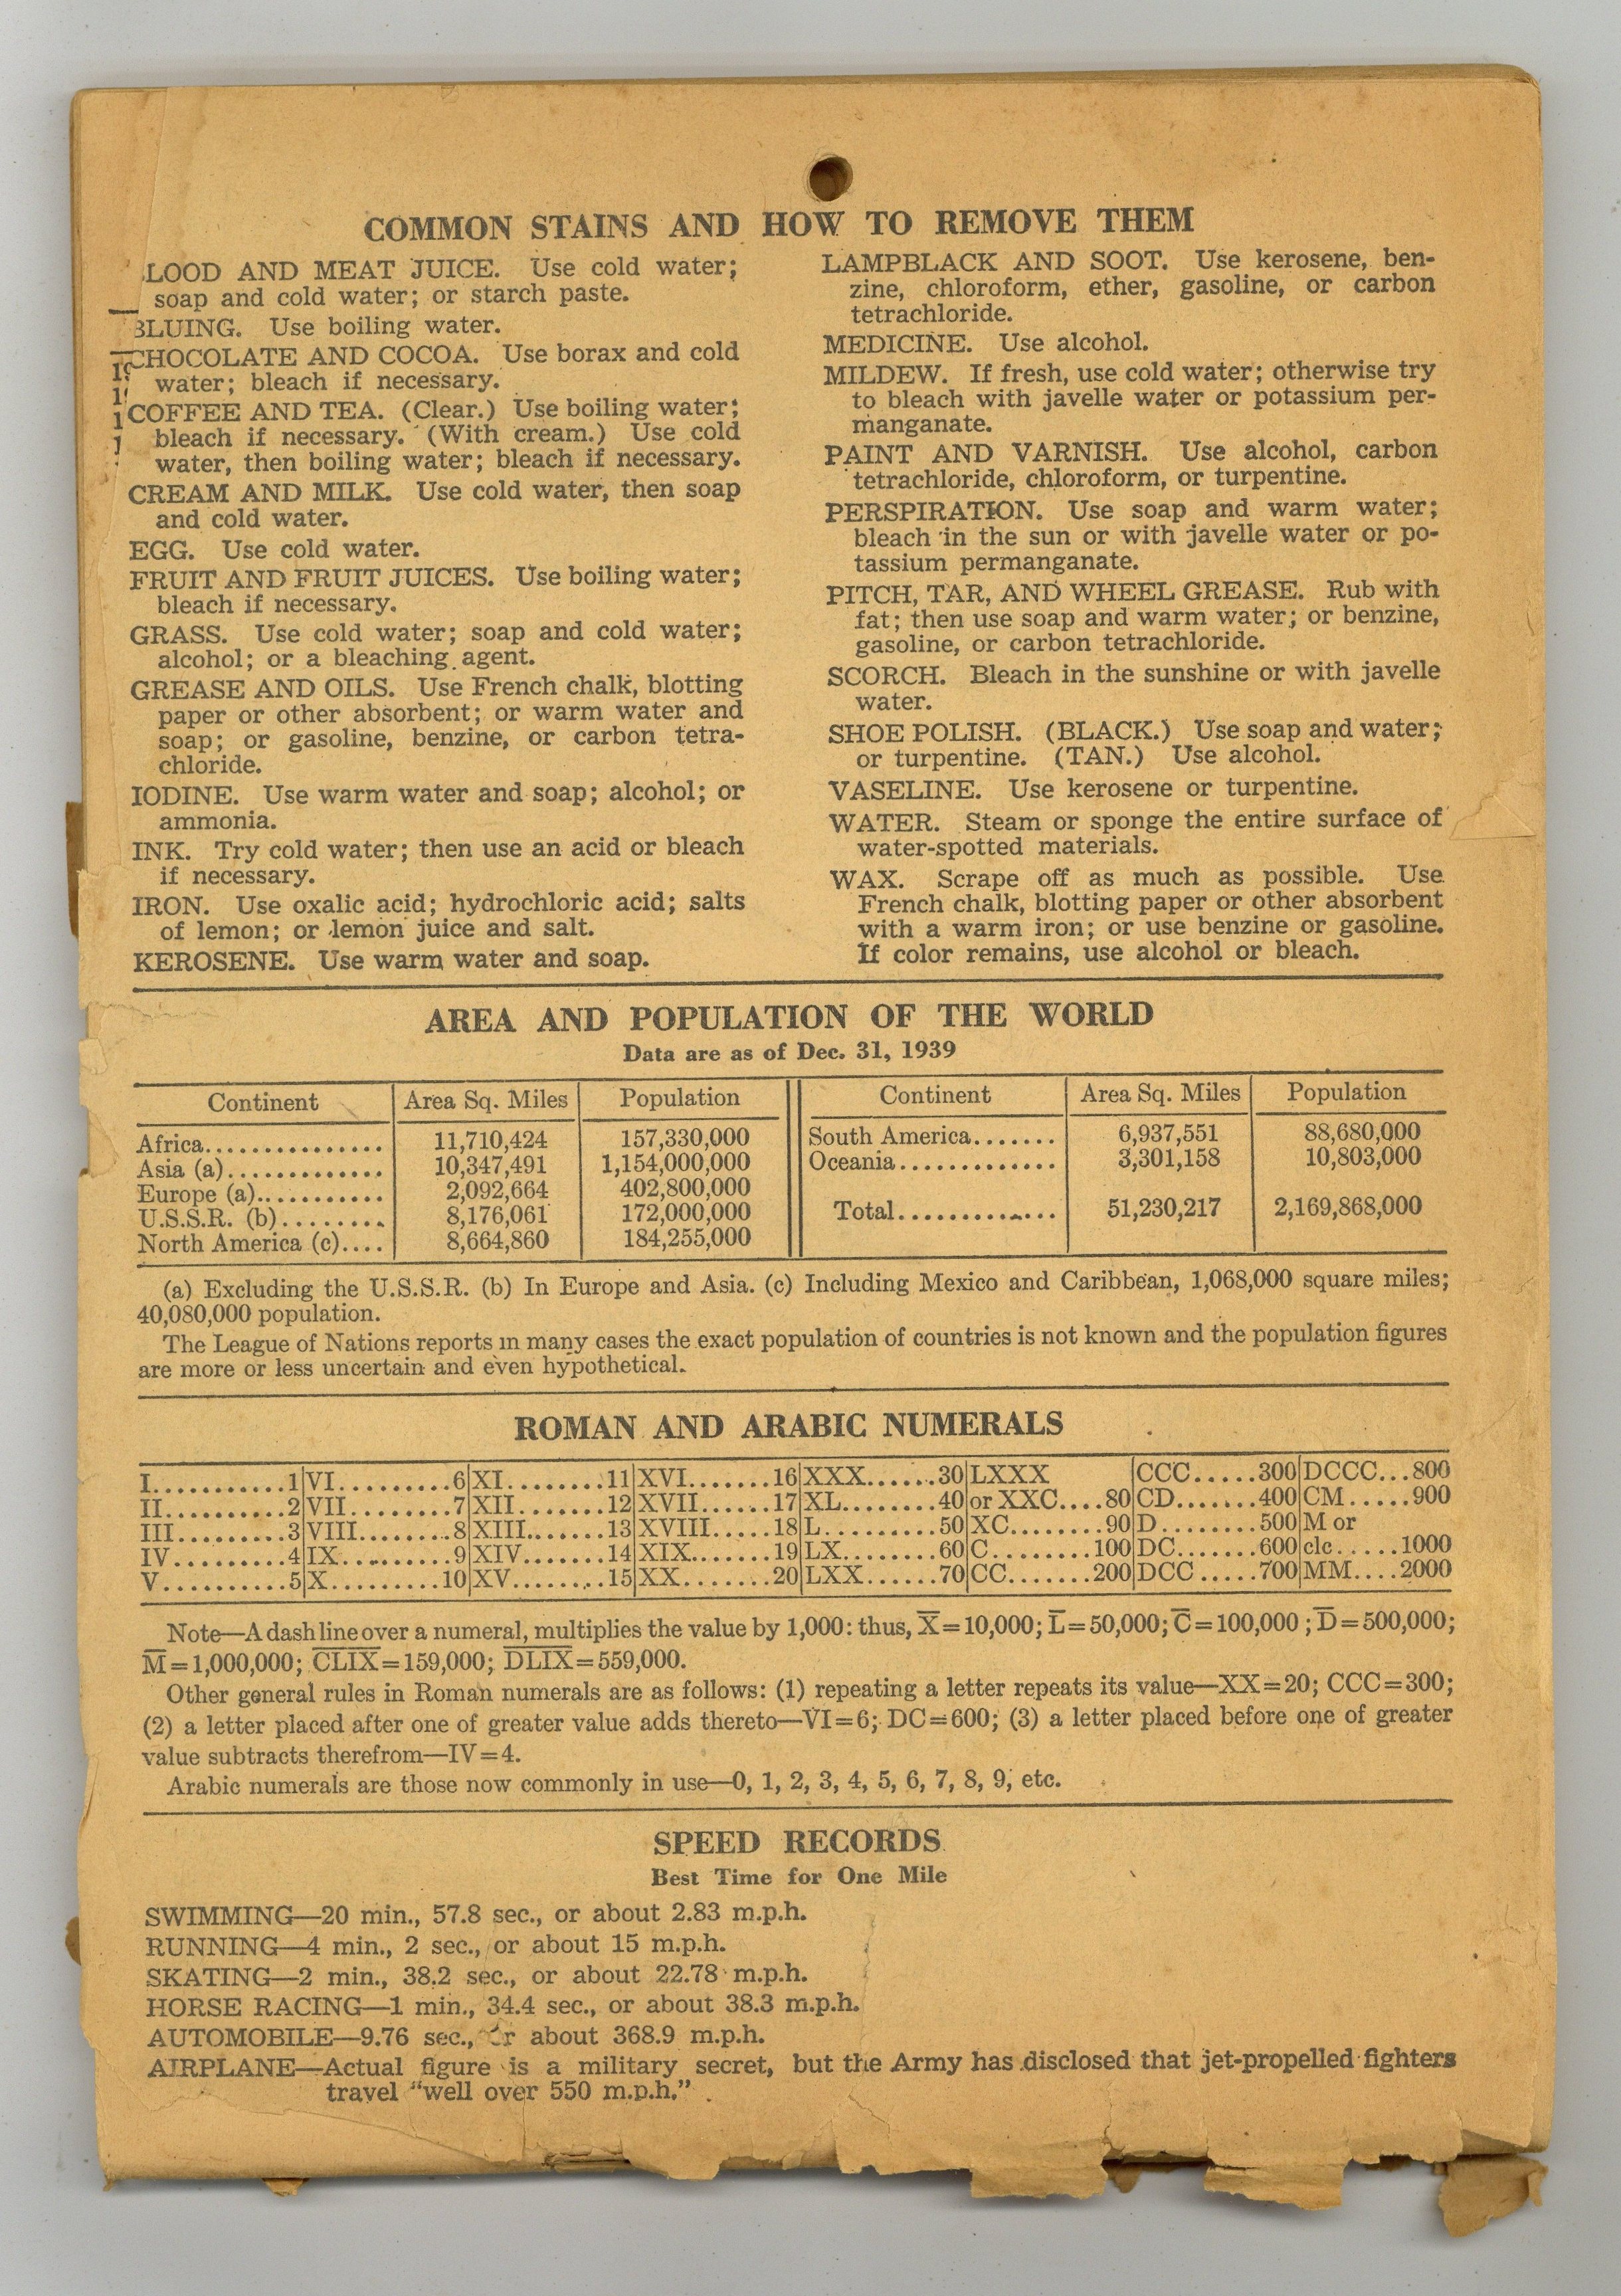 COMMON STAINS AND HOW TO REMOVE THEM
LOOD AND MEAT JUICE. Use cold water;
soap and cold water; or starch paste.
BLUING. Use boiling water.
CHOCOLATE AND COCOA. Use borax and cold
water; bleach if necessary.
COFFEE AND TEA. (Clear.) Use boiling water;
bleach if necessary. (With cream.) Use cold
water, then boiling water; bleach if necessary.
CREAM AND MILK. Use cold water, then soap
and cold water.
EGG. Use cold water.
FRUIT AND FRUIT JUICES. Use boiling water;
bleach if necessary.
GRASS. Use cold water; soap and cold water;
alcohol; or a bleaching agent.
GREASE AND OILS. Use French chalk, blotting
paper or other absorbent; or warm water and
soap; or gasoline, benzine, or carbon tetra-
chloride.
IODINE. Use warm water and soap; alcohol; or
ammonia.
INK. Try cold water; then use an acid or bleach
if necessary.
IRON. Use oxalic acid; hydrochloric acid; salts
of lemon; or lemon juice and salt.
KEROSENE. Use warm water and soap.
LAMPBLACK AND SOOT. Use kerosene, ben-
zine, chloroform, ether, gasoline, or carbon
tetrachloride.
MEDICINE. Use alcohol.
MILDEW. If fresh, use cold water; otherwise try
to bleach with javelle water or potassium per-
manganate.
PAINT AND VARNISH. Use alcohol, carbon
tetrachloride, chloroform, or turpentine.
PERSPIRATION. Use soap and warm water;
bleach in the sun or with javelle water or po-
tassium permanganate.
PITCH, TAR, AND WHEEL GREASE. Rub with
fat; then use soap and warm water; or benzine,
gasoline, or carbon tetrachloride.
SCORCH. Bleach in the sunshine or with javelle
water.
SHOE POLISH. (BLACK.) Use soap and water;
or turpentine. (TAN.) Use alcohol.
VASELINE. Use kerosene or turpentine.
WATER. Steam or sponge the entire surface of
water-spotted materials.
WAX. Scrape off as much as possible. Use
French chalk, blotting paper or other absorbent
with a warm iron; or use benzine or gasoline.
If color remains, use alcohol or bleach.
AREA AND POPULATION OF THE WORLD
Data are as of Dec. 31, 1939
Continent Area Sq. Miles Population Continent Area Sq. Miles Population
Africa............... 11,710,424 157,330,000 South America....... 6,937,551 88,680,000
Asia (a)............. 10,347,491 1,154,000,000 Oceania............. 3,301,158 10,803,000
Europe (a)........... 2,092,664 402,800,000
U.S.S.R. (b)......... 8,176,061 172,000,000 Total............. 51,230,217 2,169,868,000
North America (c).... 8,664,860 184,255,000
(a) Excluding the U.S.S.R. (b) In Europe and Asia. (c) Including Mexico and Caribbean, 1,068,000 square miles;
40,080,000 population.
The League of Nations reports in many cases the exact population of countries is not known and the population figures
are more or less uncertain and even hypothetical.
ROMAN AND ARABIC NUMERALS
I...........1 VI.........6 XI........11 XVI.......16 XXX......30 LXXX CCC.....300 DCCC...800
II..........2 VII........7 XII.......12 XVII......17 XL........40 or XXC....80 CD.......400 CM.....900
III.........3 VIII.......8 XIII......13 XVIII.....18 L.........50 XC........90 D........500 M or
IV.........4 IX.........9 XIV.......14 XIX.......19 LX........60 C........100 DC.......600 clc.....1000
V..........5 X.........10 XV........15 XX.......20 LXX......70 CC.......200 DCC.....700 MM....2000
Note—A dash line over a numeral, multiplies the value by 1,000: thus, X̅=10,000; L̅=50,000; C̅=100,000; D̅=500,000;
M̅=1,000,000; C̅L̅I̅X̅=159,000; D̅L̅I̅X̅=559,000.
Other general rules in Roman numerals are as follows: (1) repeating a letter repeats its value—XX=20; CCC=300;
(2) a letter placed after one of greater value adds thereto—VI=6; DC=600; (3) a letter placed before one of greater
value subtracts therefrom—IV=4.
Arabic numerals are those now commonly in use—0, 1, 2, 3, 4, 5, 6, 7, 8, 9, etc.
SPEED RECORDS
Best Time for One Mile
SWIMMING—20 min., 57.8 sec., or about 2.83 m.p.h.
RUNNING—4 min., 2 sec., or about 15 m.p.h.
SKATING—2 min., 38.2 sec., or about 22.78 m.p.h.
HORSE RACING—1 min., 34.4 sec., or about 38.3 m.p.h.
AUTOMOBILE—9.76 sec., or about 368.9 m.p.h.
AIRPLANE—Actual figure is a military secret, but the Army has disclosed that jet-propelled fighters
travel "well over 550 m.p.h."